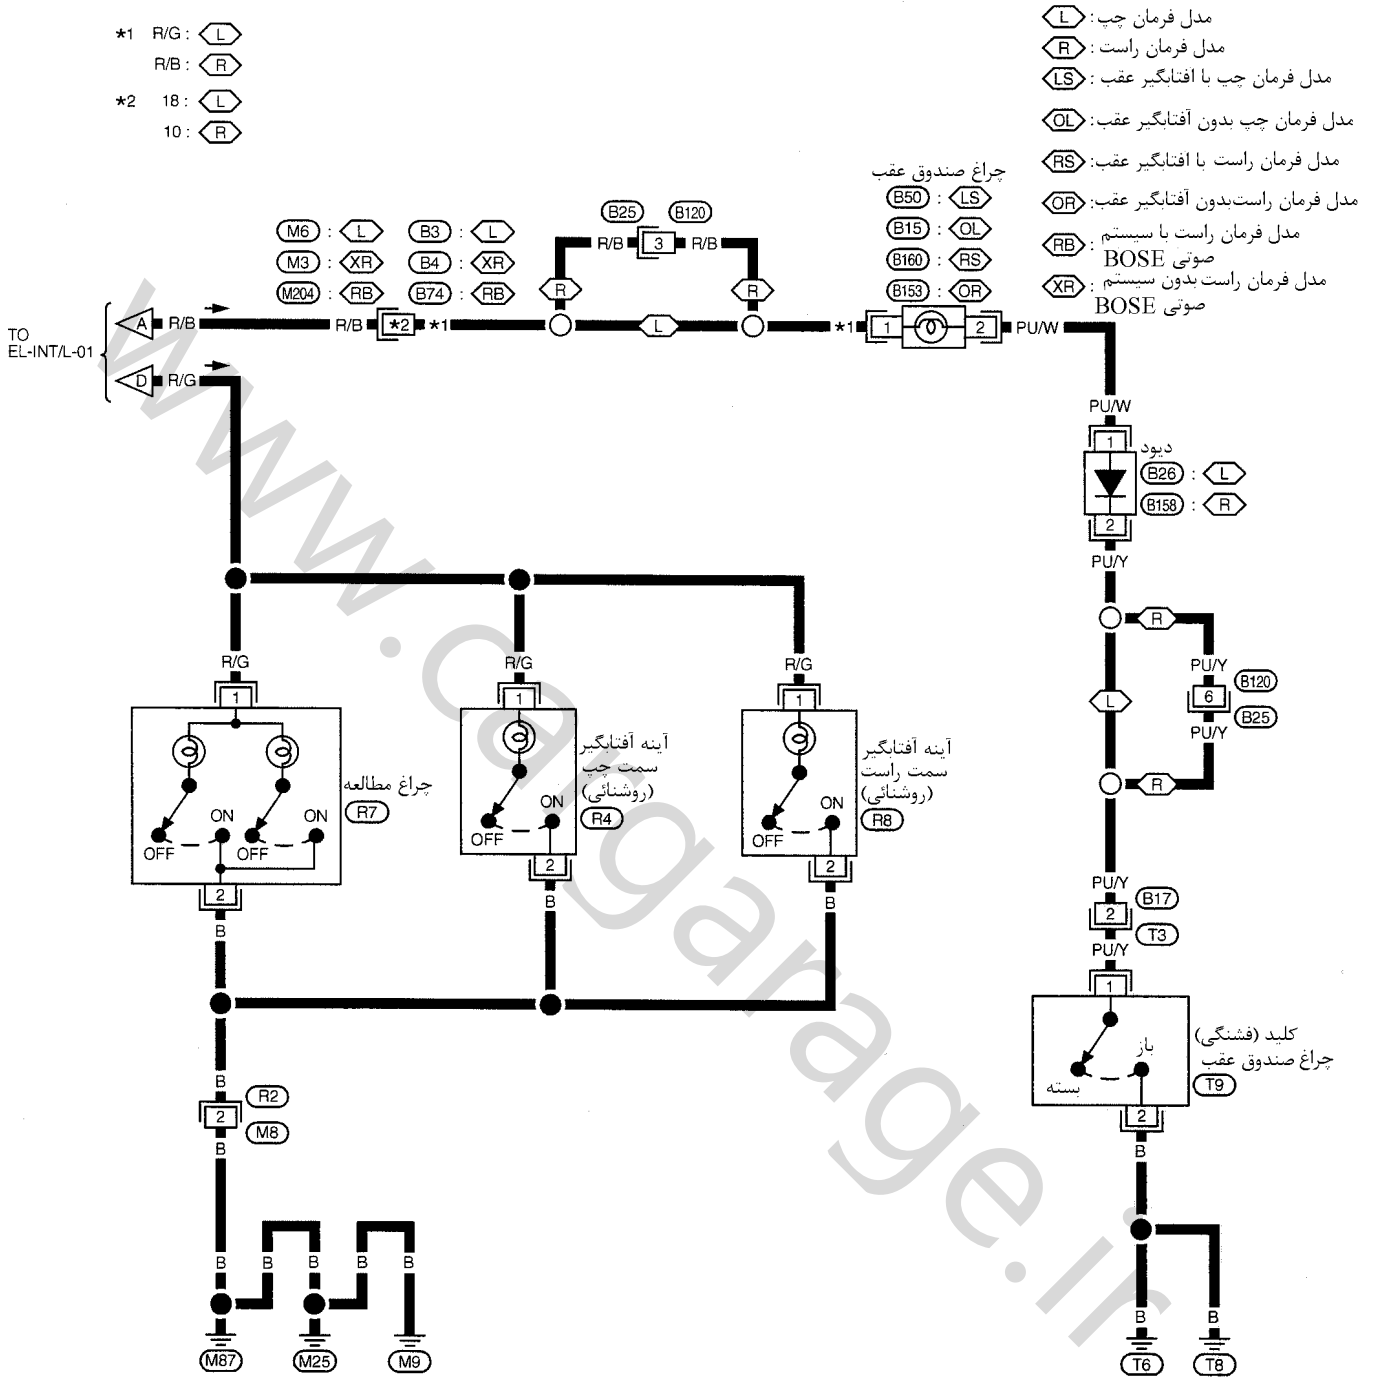 *1 R/G : L
R/B : R
*2 18 : L
10 : R
L : مدل فرمان چپ
R : مدل فرمان راست
LS : مدل فرمان چپ با افتابگیر عقب
OL : مدل فرمان چپ بدون آفتابگیر عقب
RS : مدل فرمان راست با افتابگیر عقب
OR : مدل فرمان راست‌بدون آفتابگیر عقب
RB : مدل فرمان راست با سیستم
صوتی BOSE
XR : مدل فرمان راست بدون سیستم
صوتی BOSE
چراغ صندوق عقب
B50 : LS
B15 : OL
B160 : RS
B153 : OR
M6 : L B3 : L
M3 : XR B4 : XR
M204 : RB B74 : RB
B25 B120
R/B 3 R/B
R R
TO
EL-INT/L-01
A R/B R/B *2 *1 L *1 1 2 PU/W
D R/G
PU/W
1
دیود
B26 : L
B158 : R
2
PU/Y
R
PU/Y
B120
L 6
B25
PU/Y
R
R/G R/G R/G
1 1 1
چراغ مطالعه
R7
ON ON
OFF OFF
2
B
آینه آفتابگیر
سمت چپ
(روشنائی)
R4
ON
OFF
2
B
آینه آفتابگیر
سمت راست
(روشنائی)
R8
ON
OFF
2
B
PU/Y
B17
2
T3
PU/Y
1
کلید (فشنگی)
چراغ صندوق عقب
T9
باز
بسته
2
B
B
R2
2
M8
B
B B B B B
M87 M25 M9
B B
T6 T8
www.cargarage.ir